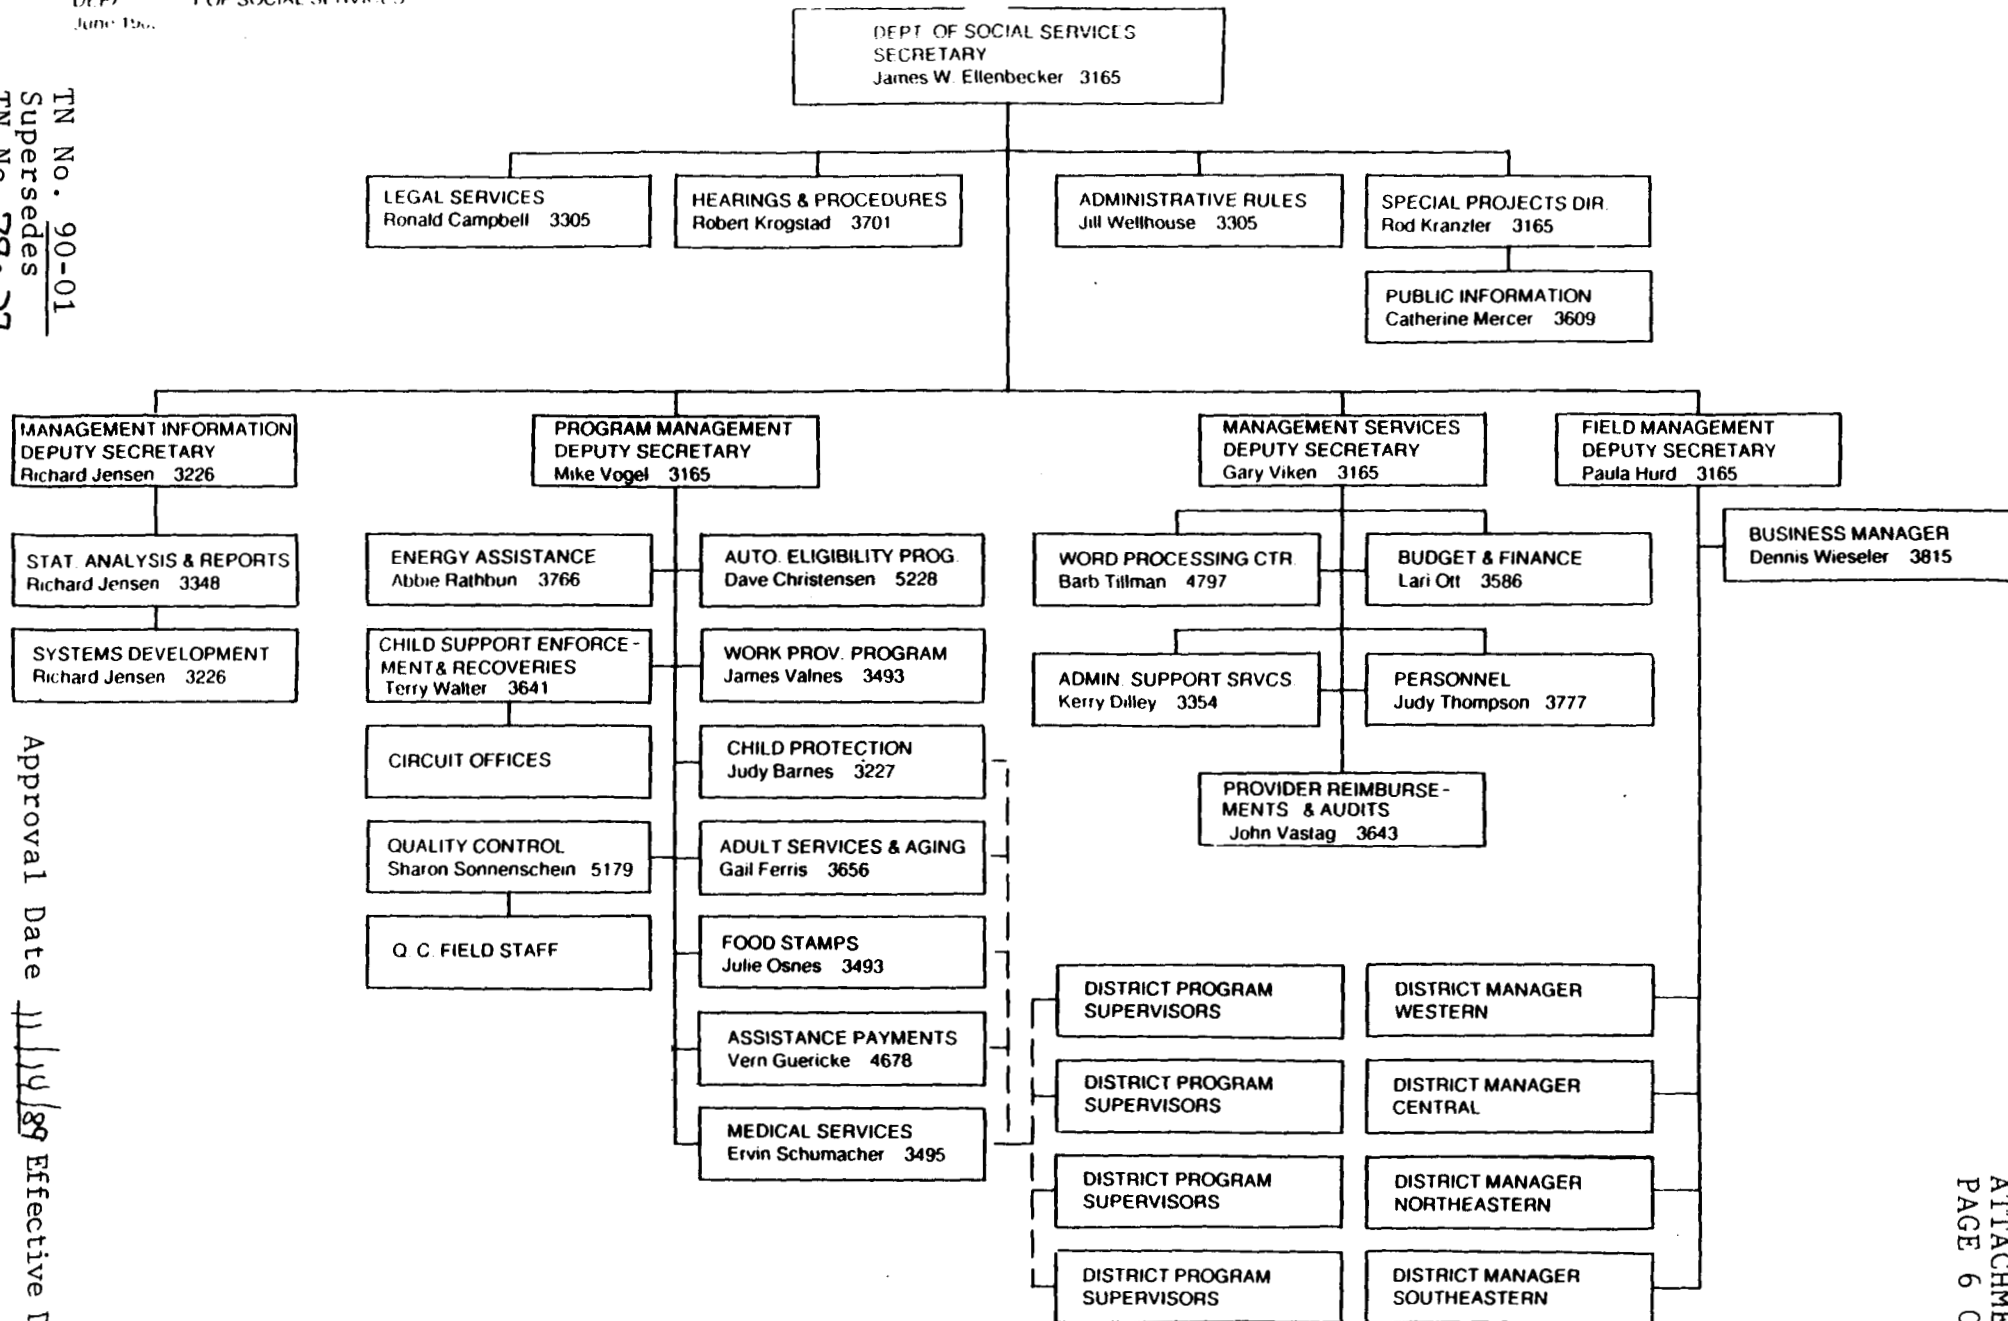 OF SOCIAL SERVICES
June
DEPT. OF SOCIAL SERVICES
SECRETARY
James W. Ellenbecker 3165
LEGAL SERVICES
Ronald Campbell 3305
HEARINGS & PROCEDURES
Robert Krogstad 3701
ADMINISTRATIVE RULES
Jill Wellhouse 3305
SPECIAL PROJECTS DIR.
Rod Kranzler 3165
PUBLIC INFORMATION
Catherine Mercer 3609
MANAGEMENT INFORMATION
DEPUTY SECRETARY
Richard Jensen 3226
PROGRAM MANAGEMENT
DEPUTY SECRETARY
Mike Vogel 3165
MANAGEMENT SERVICES
DEPUTY SECRETARY
Gary Viken 3165
FIELD MANAGEMENT
DEPUTY SECRETARY
Paula Hurd 3165
BUSINESS MANAGER
Dennis Wieseler 3815
STAT. ANALYSIS & REPORTS
Richard Jensen 3348
SYSTEMS DEVELOPMENT
Richard Jensen 3226
ENERGY ASSISTANCE
Abbie Rathbun 3766
AUTO. ELIGIBILITY PROG.
Dave Christensen 5228
CHILD SUPPORT ENFORCE-
MENT & RECOVERIES
Terry Walter 3641
WORK PROV. PROGRAM
James Valnes 3493
CIRCUIT OFFICES
CHILD PROTECTION
Judy Barnes 3227
QUALITY CONTROL
Sharon Sonnenschein 5179
ADULT SERVICES & AGING
Gail Ferris 3656
Q. C. FIELD STAFF
FOOD STAMPS
Julie Osnes 3493
ASSISTANCE PAYMENTS
Vern Guericke 4678
MEDICAL SERVICES
Ervin Schumacher 3495
WORD PROCESSING CTR.
Barb Tillman 4797
BUDGET & FINANCE
Lari Ott 3586
ADMIN. SUPPORT SRVCS.
Kerry Dilley 3354
PERSONNEL
Judy Thompson 3777
PROVIDER REIMBURSE-
MENTS & AUDITS
John Vastag 3643
DISTRICT PROGRAM
SUPERVISORS
DISTRICT MANAGER
WESTERN
DISTRICT PROGRAM
SUPERVISORS
DISTRICT MANAGER
CENTRAL
DISTRICT PROGRAM
SUPERVISORS
DISTRICT MANAGER
NORTHEASTERN
DISTRICT PROGRAM
SUPERVISORS
DISTRICT MANAGER
SOUTHEASTERN
TN No. 90-01
Supersedes
TN No.
Approval Date 11/14/89 Effective
PAGE 6